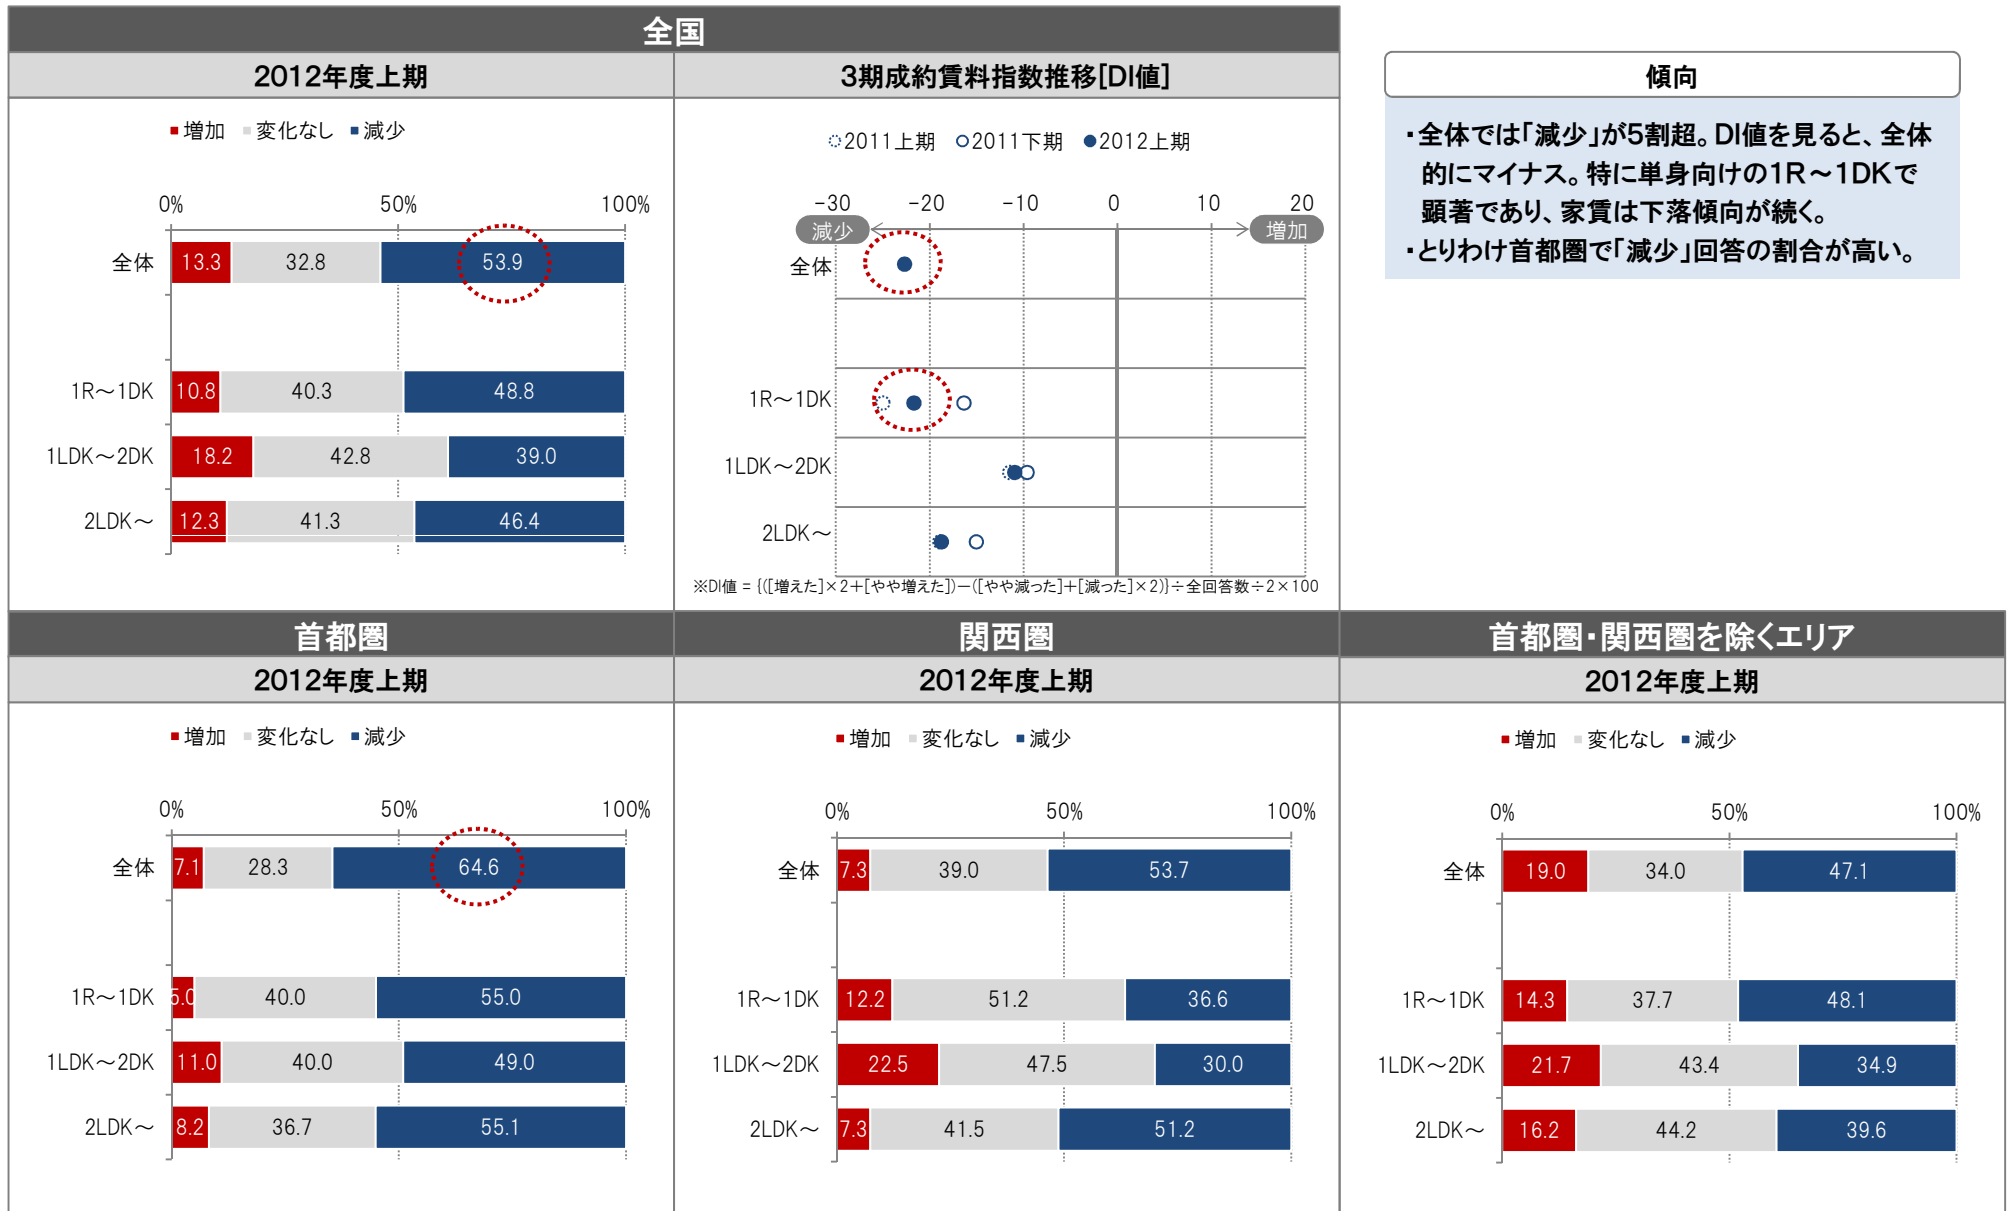 全国
2012年度上期
■増加 ■変化なし ■減少
0% 50% 100%
全体 13.3 32.8 53.9
1R～1DK 10.8 40.3 48.8
1LDK～2DK 18.2 42.8 39.0
2LDK～ 12.3 41.3 46.4
3期成約賃料指数推移[DI値]
2011上期 2011下期 2012上期
-30 -20 -10 0 10 20
減少 増加
全体
1R～1DK
1LDK～2DK
2LDK～
※DI値 = {([増えた]×2＋[やや増えた])－([やや減った]＋[減った]×2)}÷全回答数÷2×100
傾向
・全体では「減少」が5割超。DI値を見ると、全体
的にマイナス。特に単身向けの1R～1DKで
顕著であり、家賃は下落傾向が続く。
・とりわけ首都圏で「減少」回答の割合が高い。
首都圏
2012年度上期
■増加 ■変化なし ■減少
0% 50% 100%
全体 7.1 28.3 64.6
1R～1DK 5.0 40.0 55.0
1LDK～2DK 11.0 40.0 49.0
2LDK～ 8.2 36.7 55.1
関西圏
2012年度上期
■増加 ■変化なし ■減少
0% 50% 100%
全体 7.3 39.0 53.7
1R～1DK 12.2 51.2 36.6
1LDK～2DK 22.5 47.5 30.0
2LDK～ 7.3 41.5 51.2
首都圏・関西圏を除くエリア
2012年度上期
■増加 ■変化なし ■減少
0% 50% 100%
全体 19.0 34.0 47.1
1R～1DK 14.3 37.7 48.1
1LDK～2DK 21.7 43.4 34.9
2LDK～ 16.2 44.2 39.6